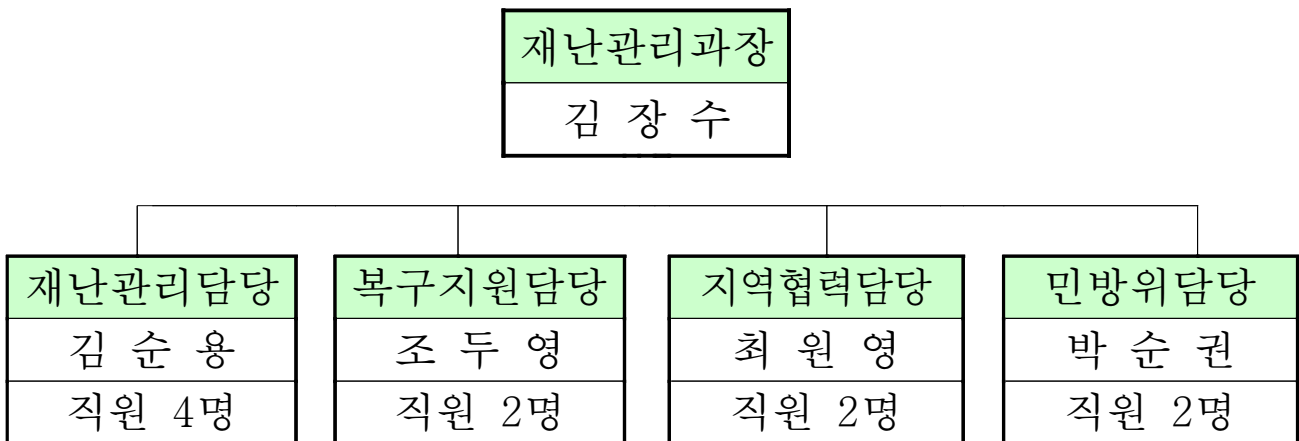 재난관리과장
김 장 수
재난관리담당
김 순 용
직원 4명
복구지원담당
조 두 영
직원 2명
지역협력담당
최 원 영
직원 2명
민방위담당
박 순 권
직원 2명